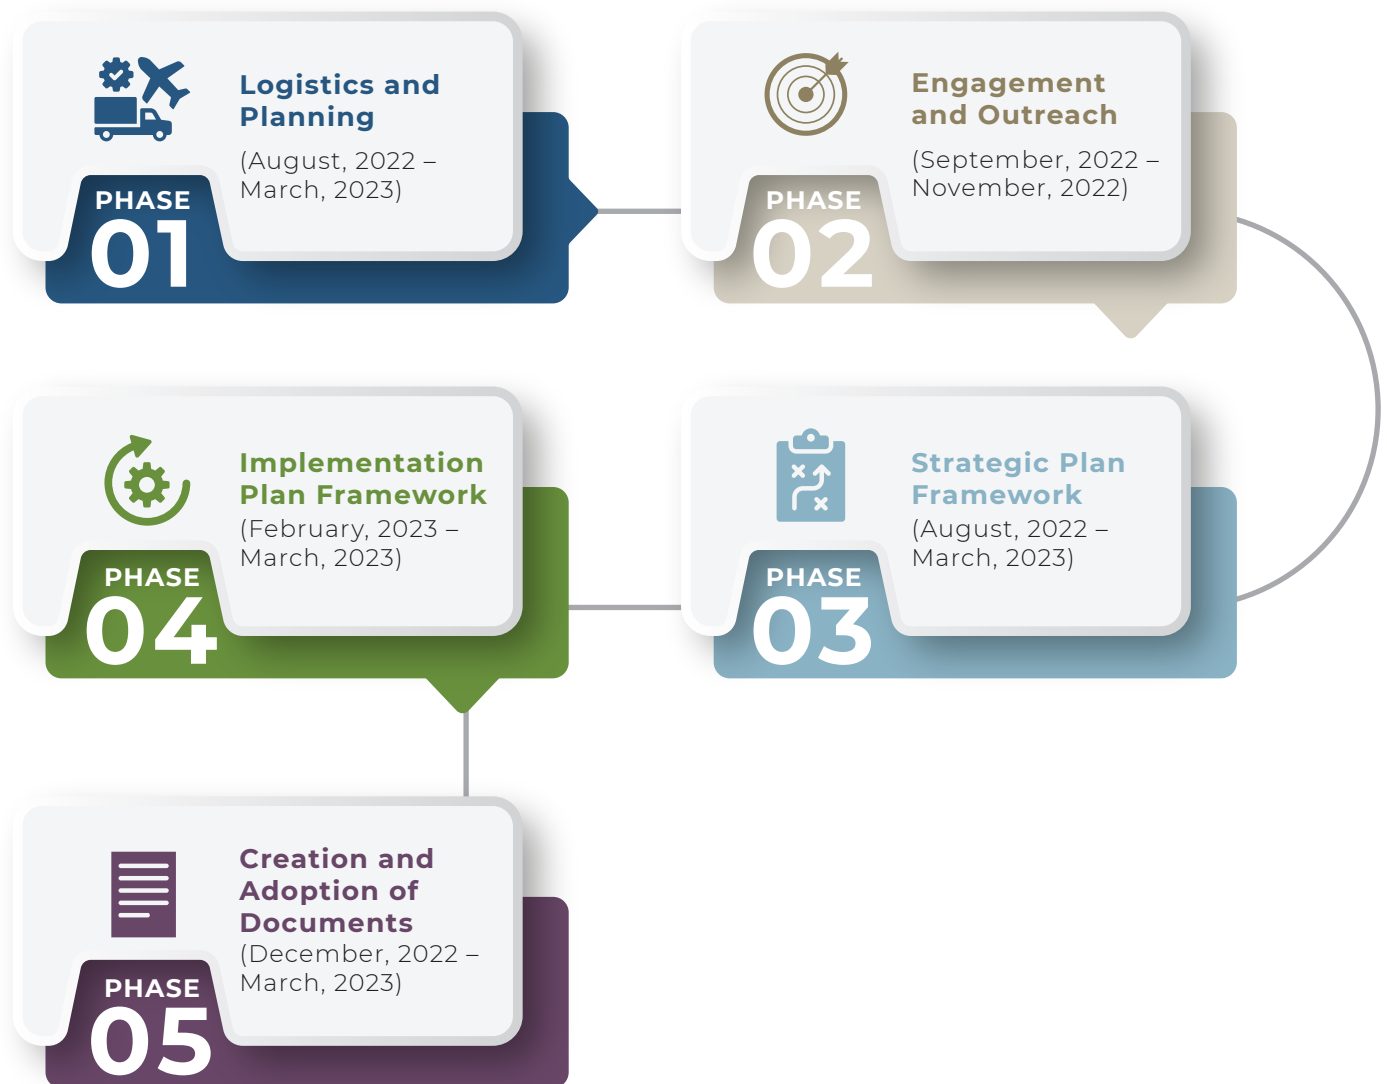 Logistics and
Planning
(August, 2022 –
March, 2023)
PHASE
01
Engagement
and Outreach
(September, 2022 –
November, 2022)
PHASE
02
Strategic Plan
Framework
(August, 2022 –
March, 2023)
PHASE
03
Implementation
Plan Framework
(February, 2023 –
March, 2023)
PHASE
04
Creation and
Adoption of
Documents
(December, 2022 –
March, 2023)
PHASE
05